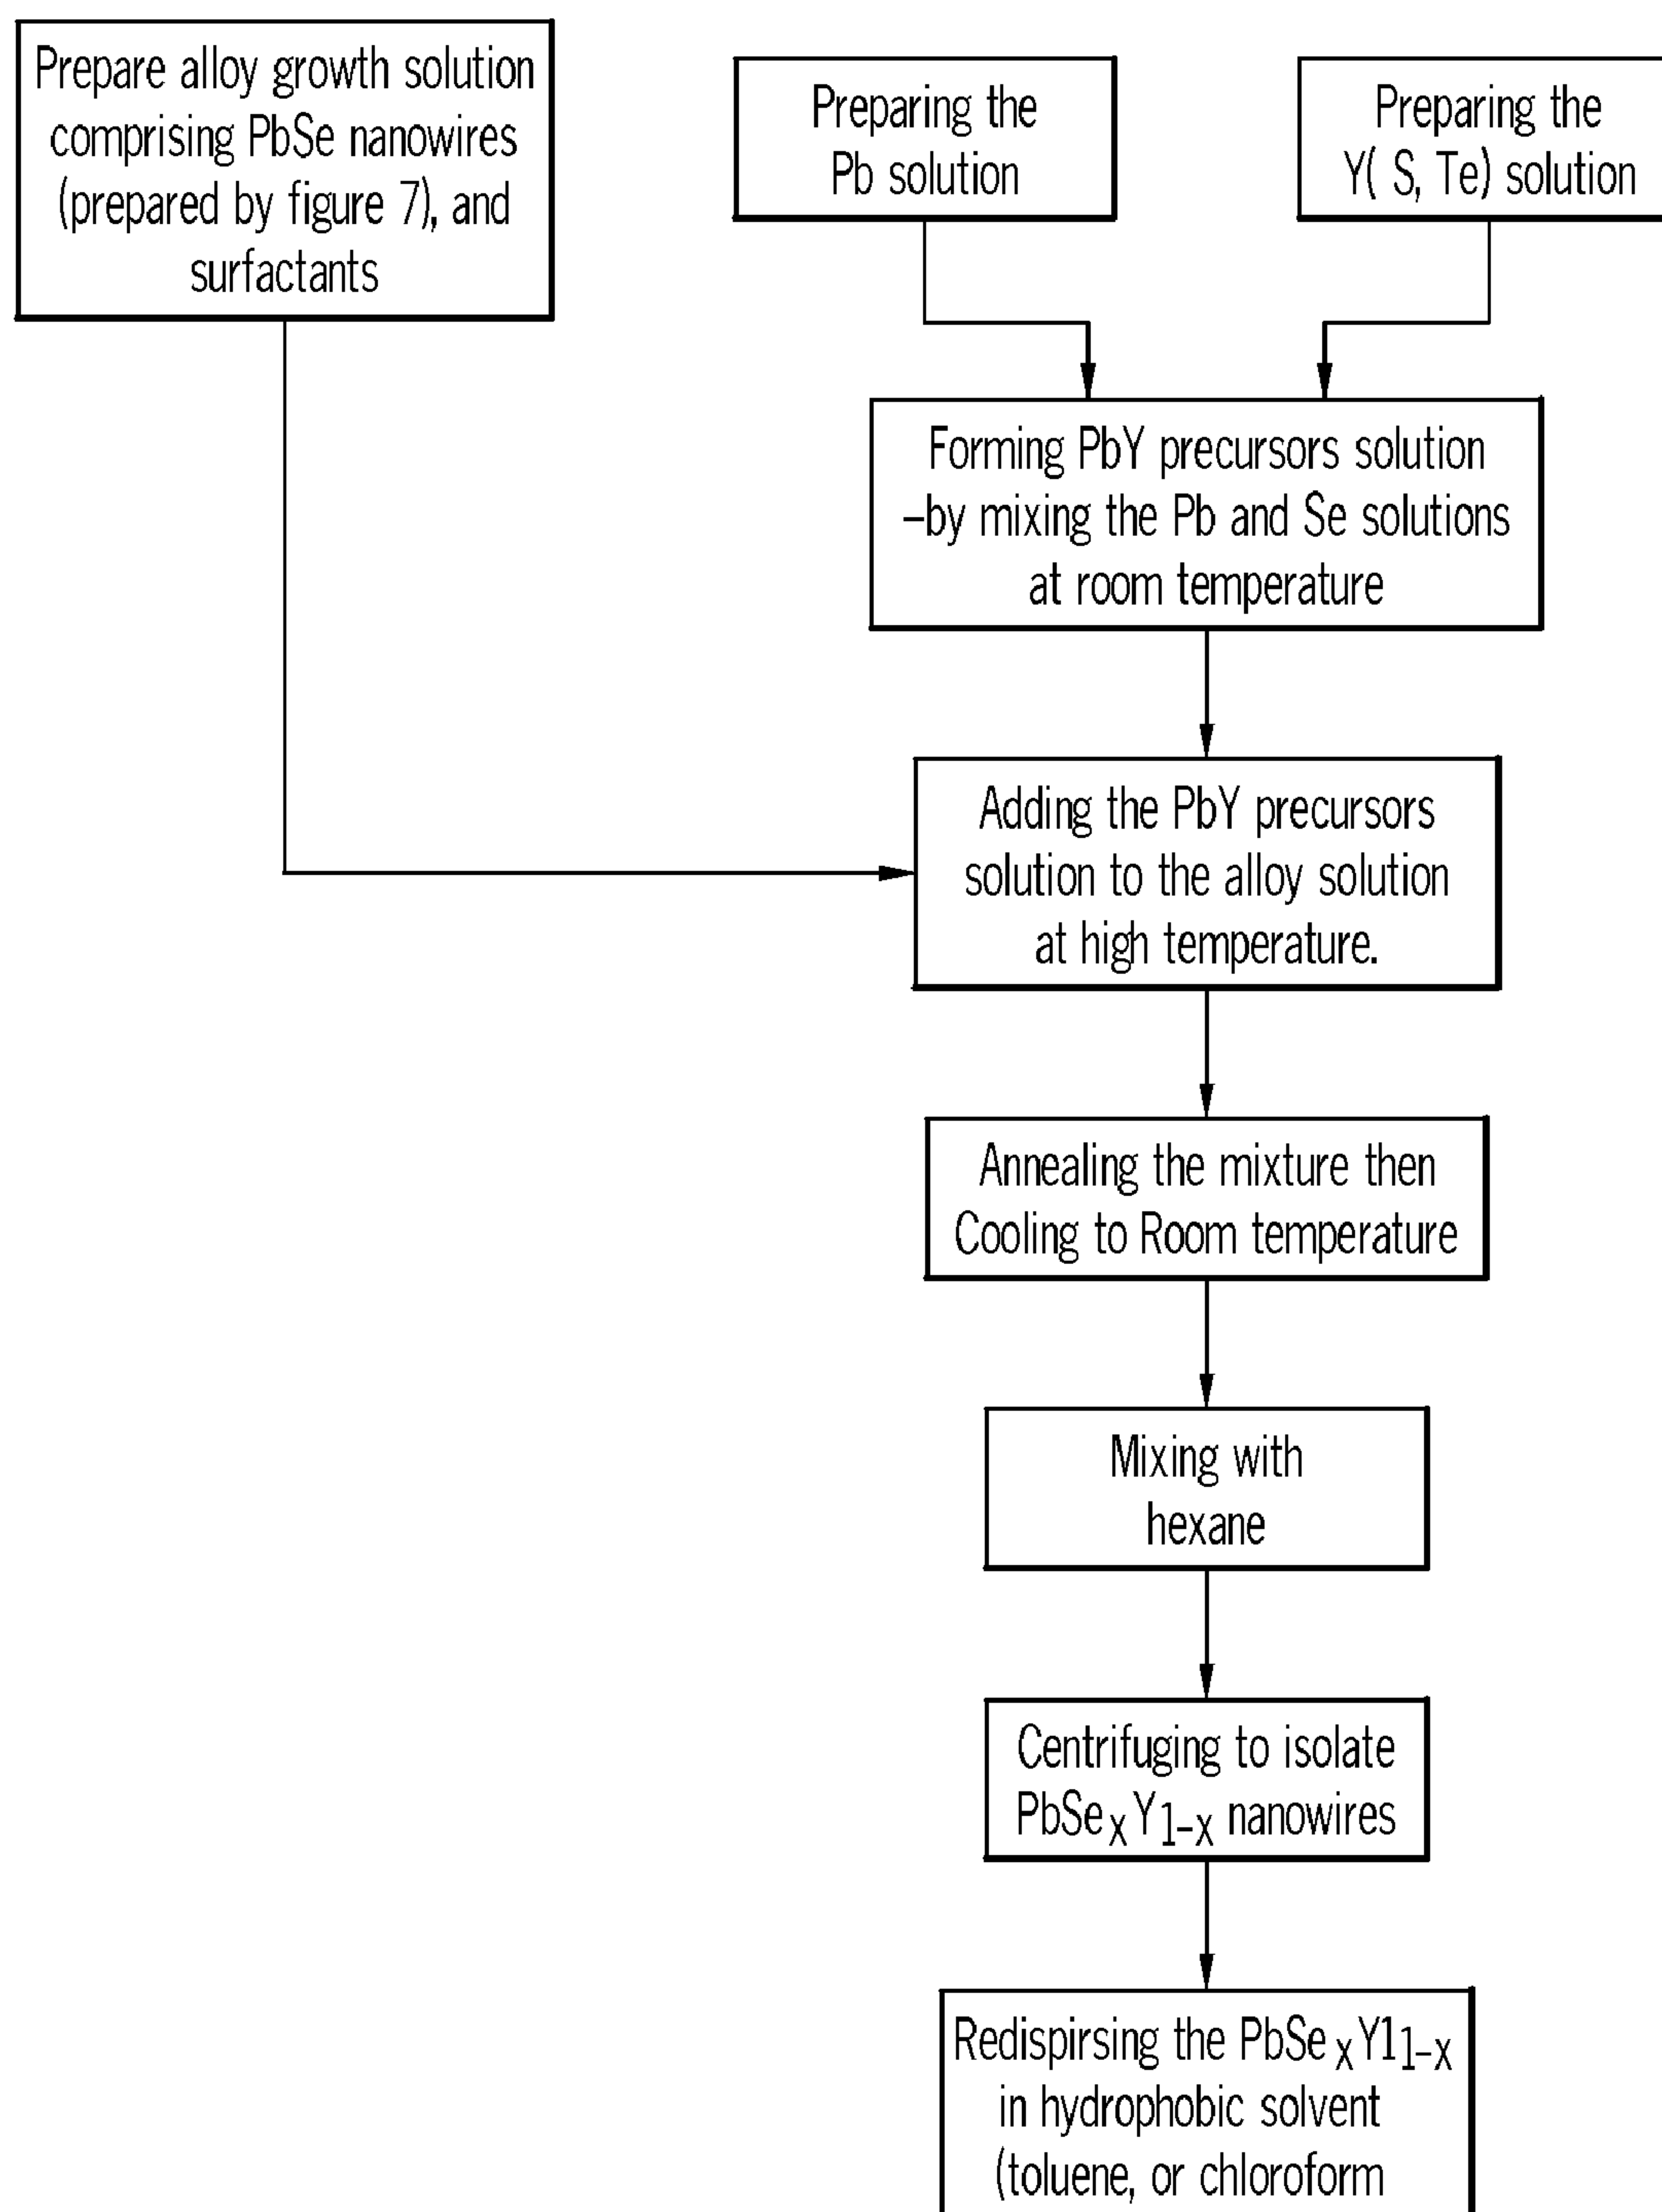 Prepare alloy growth solution
comprising PbSe nanowires
(prepared by figure 7), and
surfactants
Preparing the
Pb solution
Preparing the
Y( S, Te) solution
Forming PbY precursors solution
–by mixing the Pb and Se solutions
at room temperature
Adding the PbY precursors
solution to the alloy solution
at high temperature.
Annealing the mixture then
Cooling to Room temperature
Mixing with
hexane
Centrifuging to isolate
PbSeₓY₁₋ₓ nanowires
Redispirsing the PbSeₓY1₁₋ₓ
in hydrophobic solvent
(toluene, or chloroform